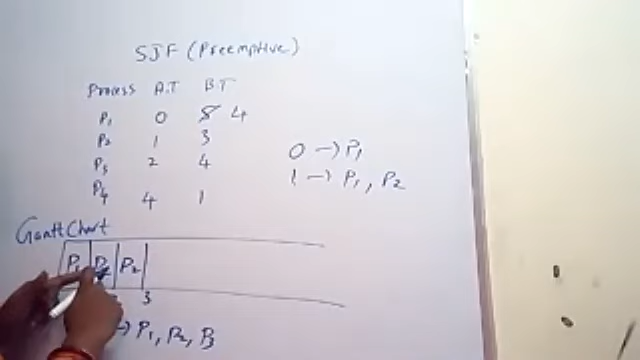 SJF (Preemptive)
Process A.T B.T
P1 0 5 4
P2 1 3
P3 2 4
P4 4 1
0 → P1
1 → P1, P2
Gantt Chart
P1 P2 P2
3
→ P1, P2, P3